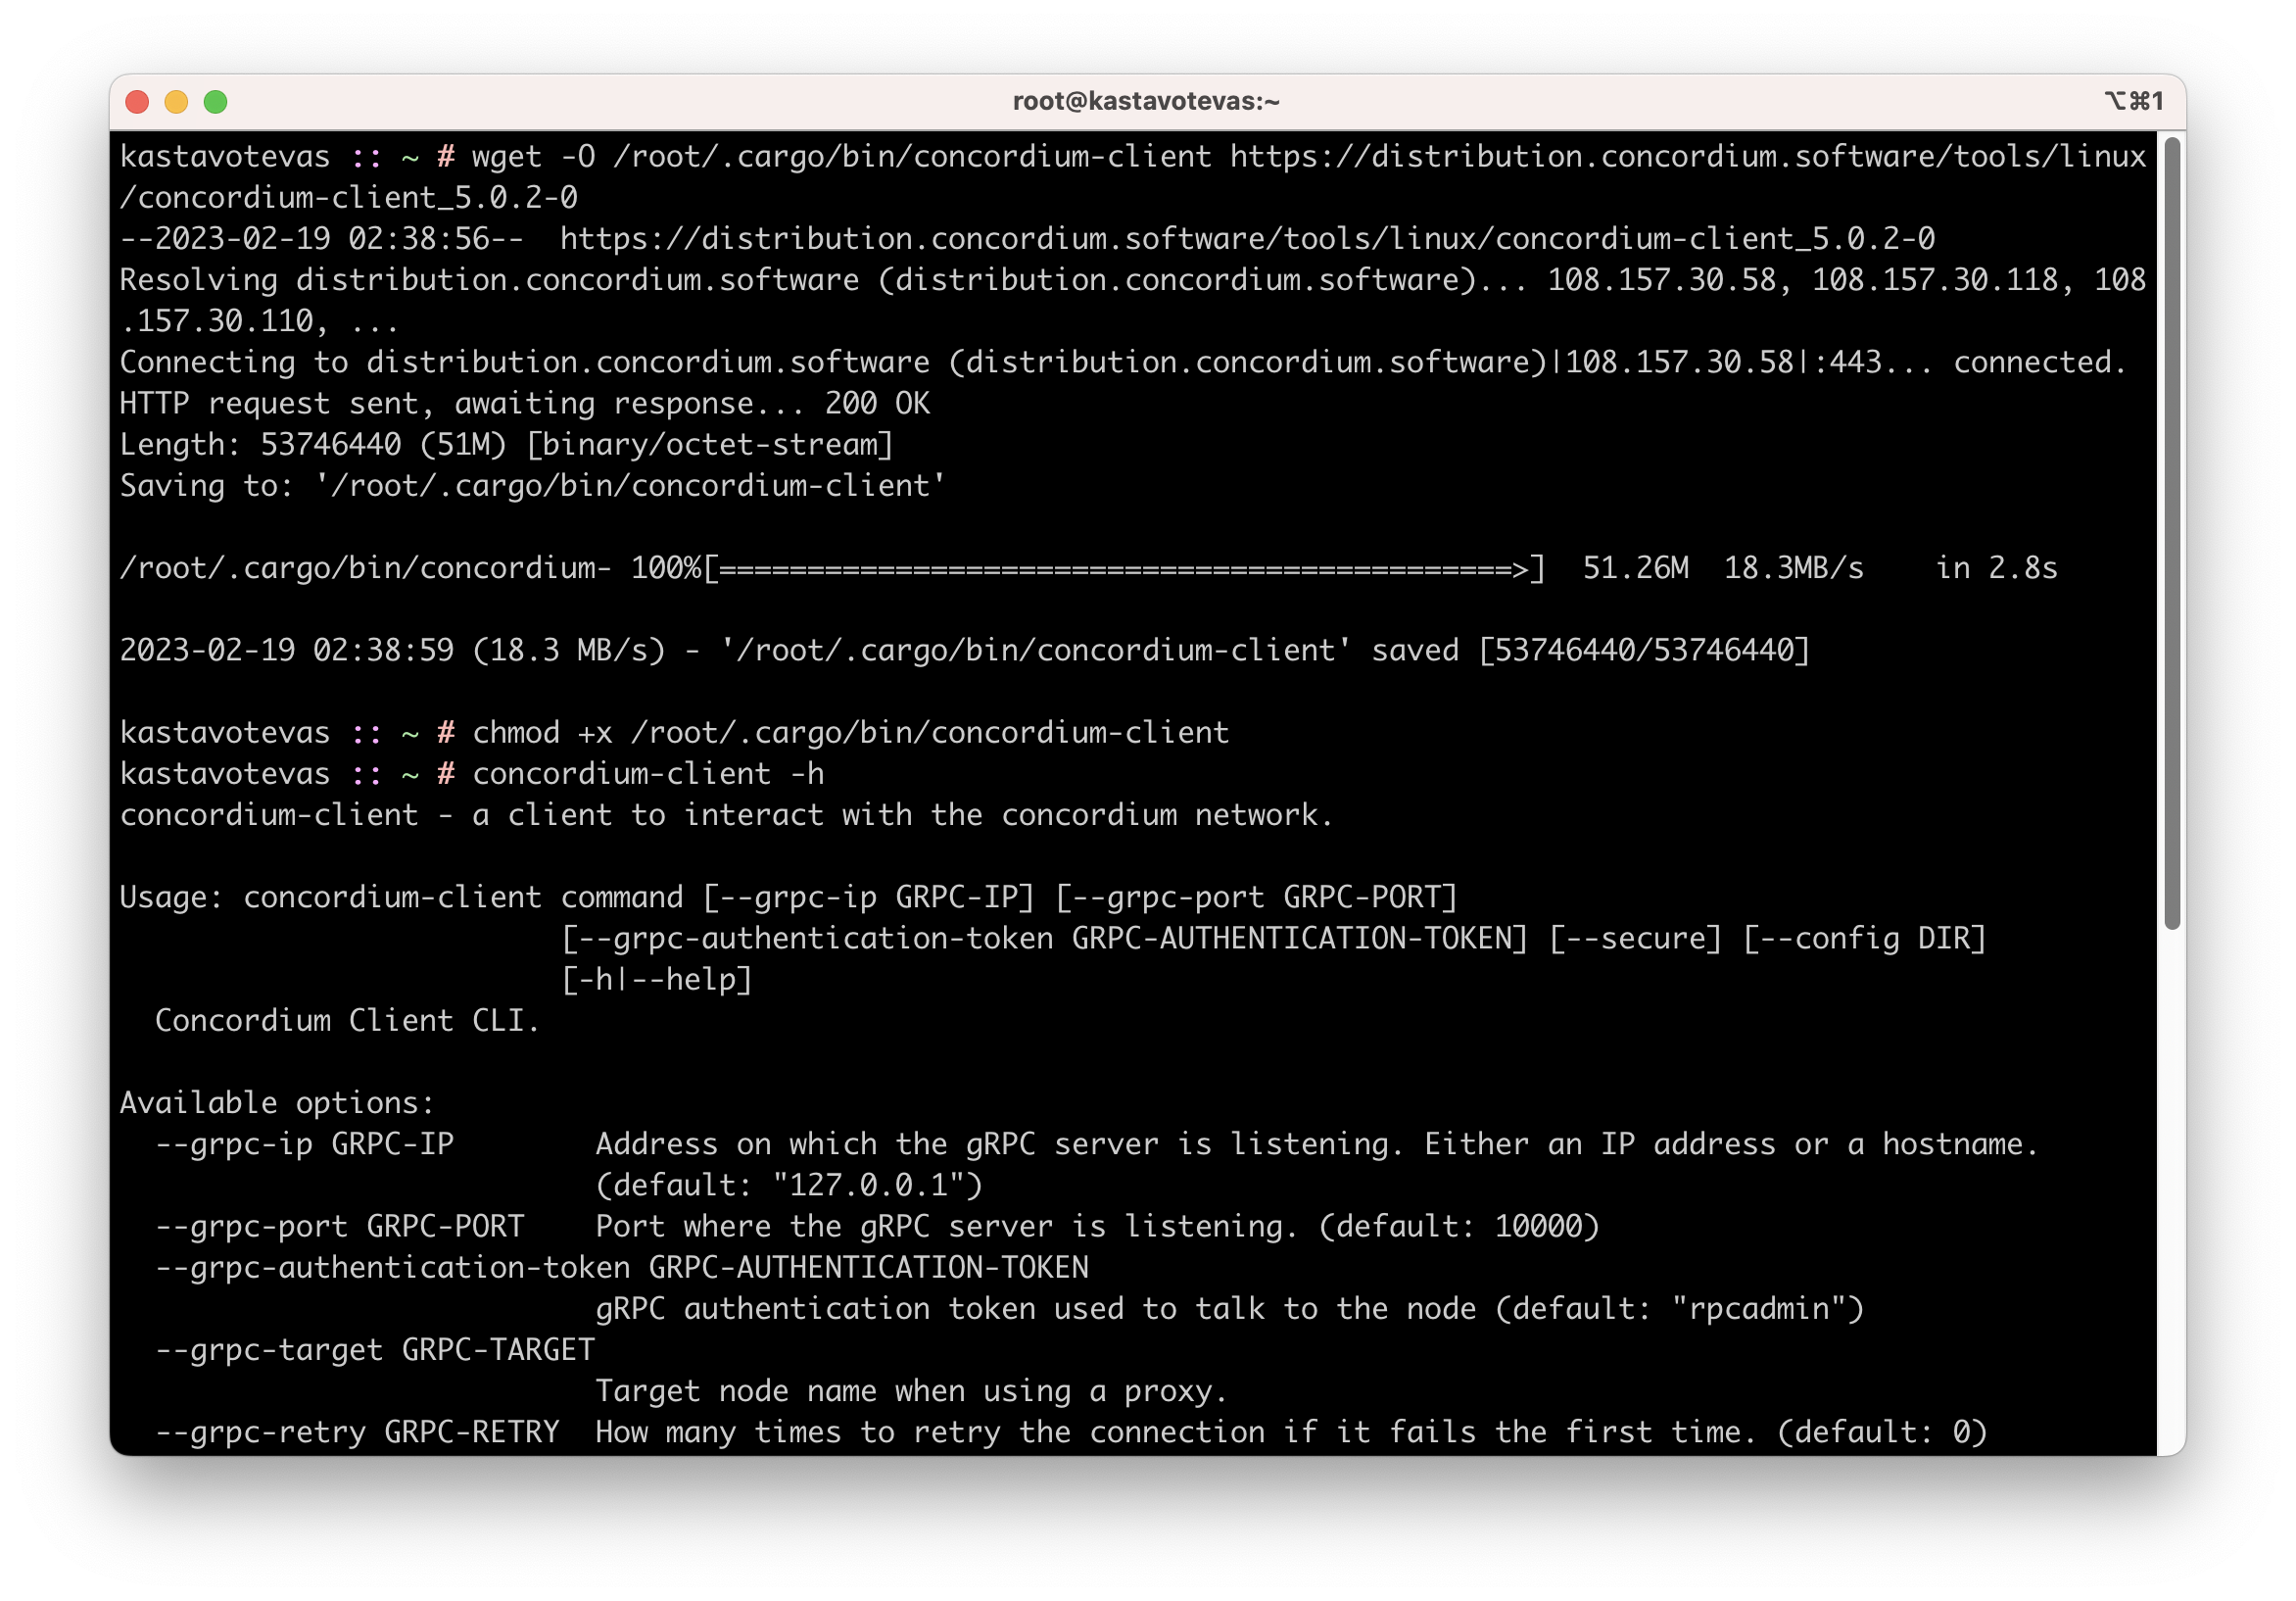 root@kastavotevas:~
⌥⌘1
kastavotevas :: ~ # wget -O /root/.cargo/bin/concordium-client https://distribution.concordium.software/tools/linux
/concordium-client_5.0.2-0
--2023-02-19 02:38:56--  https://distribution.concordium.software/tools/linux/concordium-client_5.0.2-0
Resolving distribution.concordium.software (distribution.concordium.software)... 108.157.30.58, 108.157.30.118, 108
.157.30.110, ...
Connecting to distribution.concordium.software (distribution.concordium.software)|108.157.30.58|:443... connected.
HTTP request sent, awaiting response... 200 OK
Length: 53746440 (51M) [binary/octet-stream]
Saving to: '/root/.cargo/bin/concordium-client'
/root/.cargo/bin/concordium- 100%[=============================================>]  51.26M  18.3MB/s    in 2.8s
2023-02-19 02:38:59 (18.3 MB/s) - '/root/.cargo/bin/concordium-client' saved [53746440/53746440]
kastavotevas :: ~ # chmod +x /root/.cargo/bin/concordium-client
kastavotevas :: ~ # concordium-client -h
concordium-client - a client to interact with the concordium network.
Usage: concordium-client command [--grpc-ip GRPC-IP] [--grpc-port GRPC-PORT]
[--grpc-authentication-token GRPC-AUTHENTICATION-TOKEN] [--secure] [--config DIR]
[-h|--help]
Concordium Client CLI.
Available options:
--grpc-ip GRPC-IP        Address on which the gRPC server is listening. Either an IP address or a hostname.
(default: "127.0.0.1")
--grpc-port GRPC-PORT    Port where the gRPC server is listening. (default: 10000)
--grpc-authentication-token GRPC-AUTHENTICATION-TOKEN
gRPC authentication token used to talk to the node (default: "rpcadmin")
--grpc-target GRPC-TARGET
Target node name when using a proxy.
--grpc-retry GRPC-RETRY  How many times to retry the connection if it fails the first time. (default: 0)